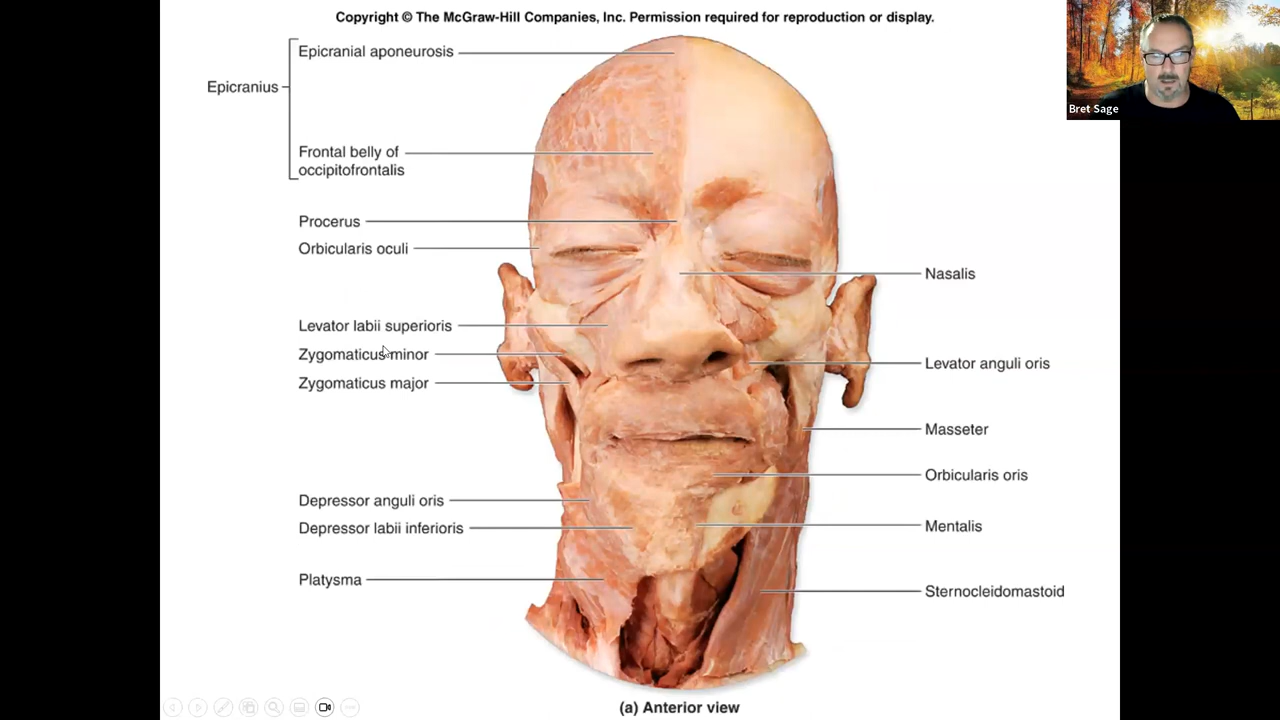 Copyright © The McGraw-Hill Companies, Inc. Permission required for reproduction or display.
Bret Sage
Epicranius
Epicranial aponeurosis
Frontal belly of
occipitofrontalis
Procerus
Orbicularis oculi
Levator labii superioris
Zygomaticus minor
Zygomaticus major
Depressor anguli oris
Depressor labii inferioris
Platysma
Nasalis
Levator anguli oris
Masseter
Orbicularis oris
Mentalis
Sternocleidomastoid
(a) Anterior view